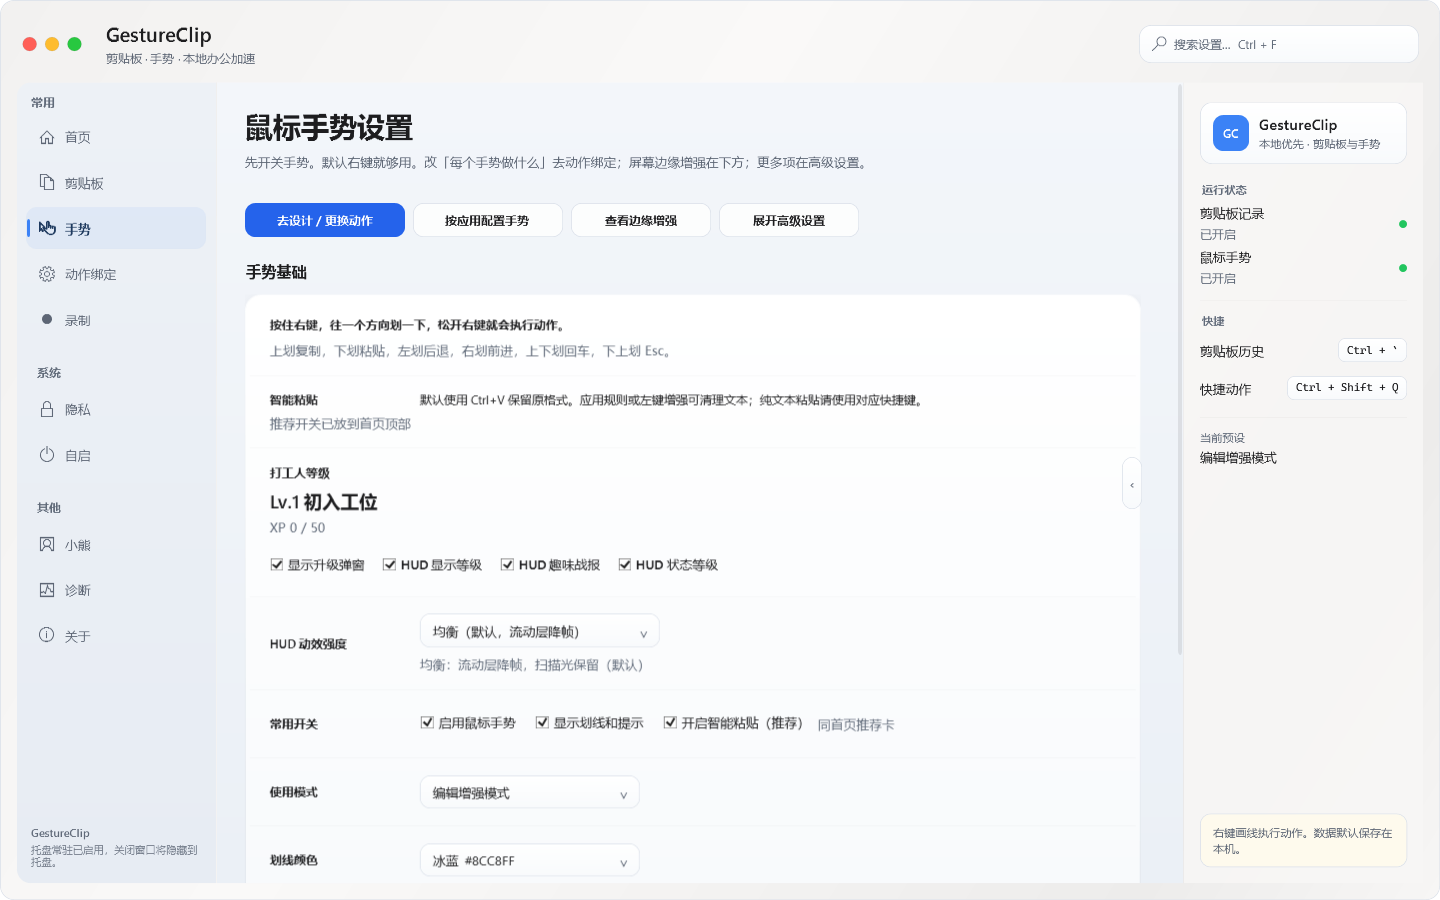 GestureClip
剪贴板 · 手势 · 本地办公加速
搜索设置... Ctrl + F
常用
首页
剪贴板
手势
动作绑定
录制
系统
隐私
自启
其他
小熊
诊断
关于
GestureClip
托盘常驻已启用，关闭窗口将隐藏到
托盘。
鼠标手势设置
先开关手势。默认右键就够用。改「每个手势做什么」去动作绑定；屏幕边缘增强在下方；更多项在高级设置。
去设计 / 更换动作
按应用配置手势
查看边缘增强
展开高级设置
手势基础
按住右键，往一个方向划一下，松开右键就会执行动作。
上划复制，下划粘贴，左划后退，右划前进，上下划回车，下上划 Esc。
智能粘贴
默认使用 Ctrl+V 保留原格式。应用规则或左键增强可清理文本；纯文本粘贴请使用对应快捷键。
推荐开关已放到首页顶部
打工人等级
Lv.1 初入工位
XP 0 / 50
显示升级弹窗
HUD 显示等级
HUD 趣味战报
HUD 状态等级
HUD 动效强度
均衡（默认，流动层降帧）
均衡：流动层降帧，扫描光保留（默认）
常用开关
启用鼠标手势
显示划线和提示
开启智能粘贴（推荐）
同首页推荐卡
使用模式
编辑增强模式
划线颜色
冰蓝 #8CC8FF
GC
GestureClip
本地优先 · 剪贴板与手势
运行状态
剪贴板记录
已开启
鼠标手势
已开启
快捷
剪贴板历史
Ctrl + `
快捷动作
Ctrl + Shift + Q
当前预设
编辑增强模式
右键画线执行动作。数据默认保存在
本机。